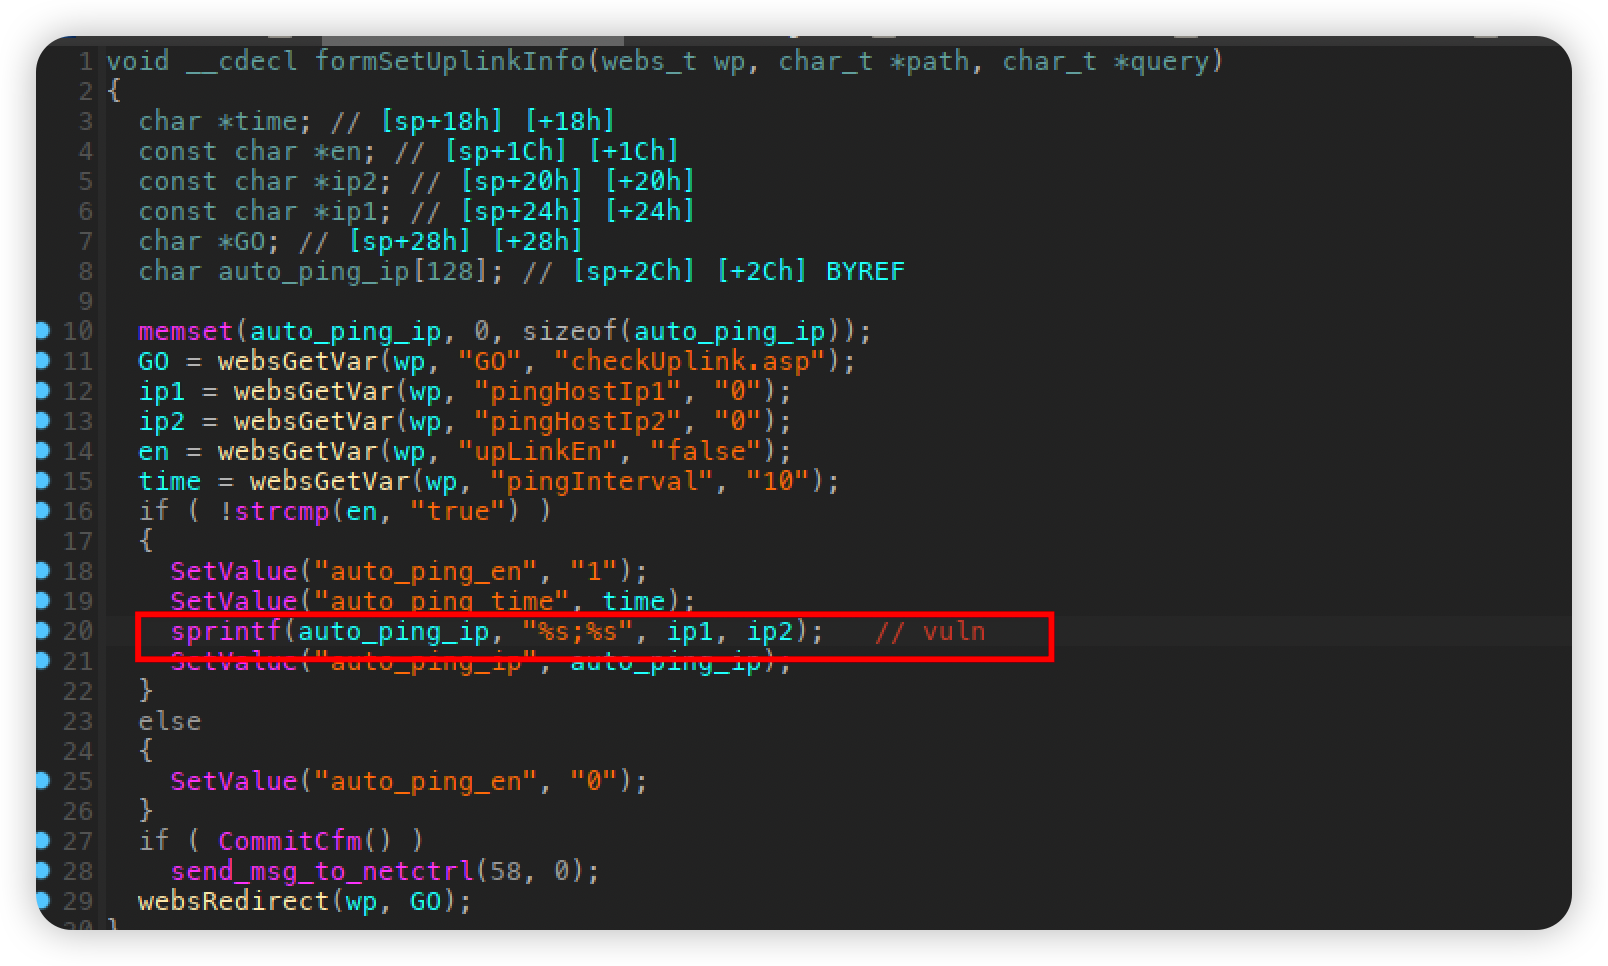 1 void __cdecl formSetUplinkInfo(webs_t wp, char_t *path, char_t *query)
2 {
3   char *time; // [sp+18h] [+18h]
4   const char *en; // [sp+1Ch] [+1Ch]
5   const char *ip2; // [sp+20h] [+20h]
6   const char *ip1; // [sp+24h] [+24h]
7   char *GO; // [sp+28h] [+28h]
8   char auto_ping_ip[128]; // [sp+2Ch] [+2Ch] BYREF
9
10   memset(auto_ping_ip, 0, sizeof(auto_ping_ip));
11   GO = websGetVar(wp, "GO", "checkUplink.asp");
12   ip1 = websGetVar(wp, "pingHostIp1", "0");
13   ip2 = websGetVar(wp, "pingHostIp2", "0");
14   en = websGetVar(wp, "upLinkEn", "false");
15   time = websGetVar(wp, "pingInterval", "10");
16   if ( !strcmp(en, "true") )
17   {
18     SetValue("auto_ping_en", "1");
19     SetValue("auto_ping_time", time);
20     sprintf(auto_ping_ip, "%s;%s", ip1, ip2);   // vuln
21     SetValue("auto_ping_ip", auto_ping_ip);
22   }
23   else
24   {
25     SetValue("auto_ping_en", "0");
26   }
27   if ( CommitCfm() )
28     send_msg_to_netctrl(58, 0);
29   websRedirect(wp, GO);
30 }